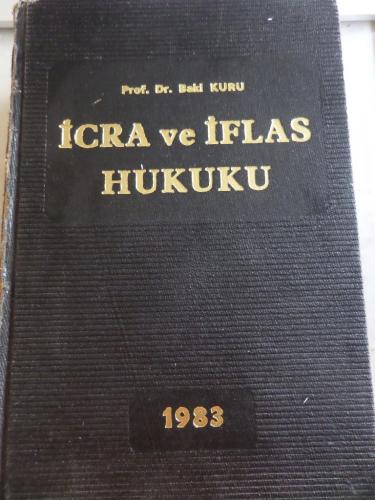 Prof. Dr. Baki KURU
İCRA ve İFLAS
HUKUKU
1983